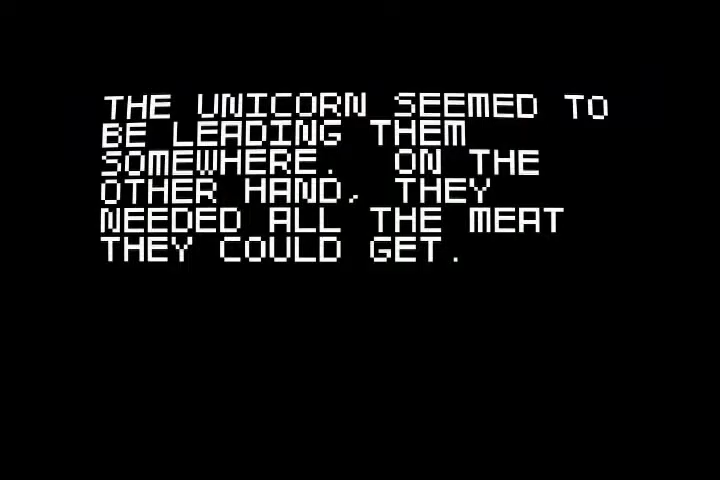 THE UNICORN SEEMED TO
BE LEADING THEM
SOMEWHERE.  ON THE
OTHER HAND, THEY
NEEDED ALL THE MEAT
THEY COULD GET.